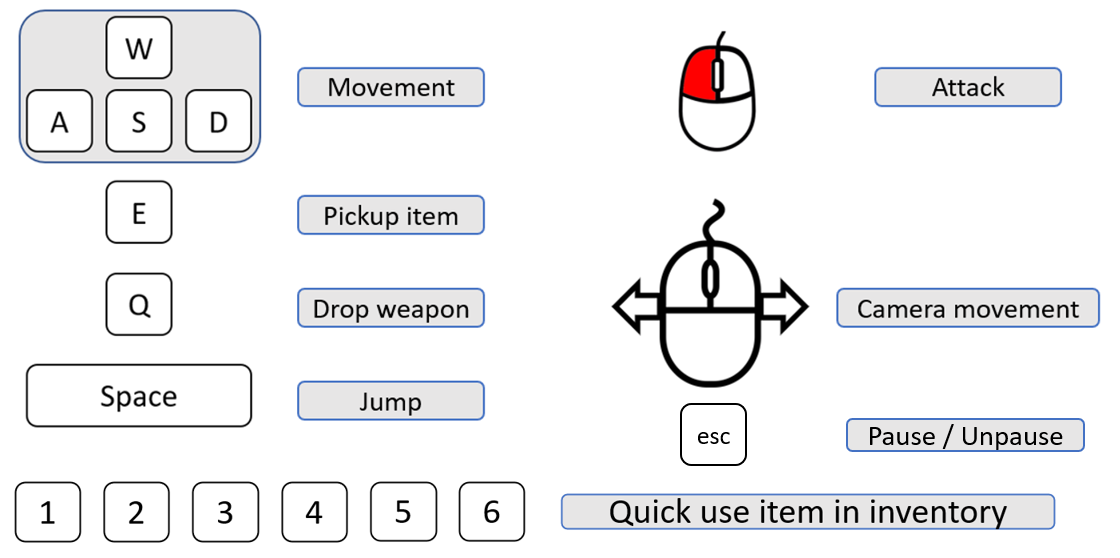 W
A S D
Movement
Attack
E
Pickup item
Q
Drop weapon
Camera movement
Space
Jump
esc
Pause / Unpause
1 2 3 4 5 6
Quick use item in inventory